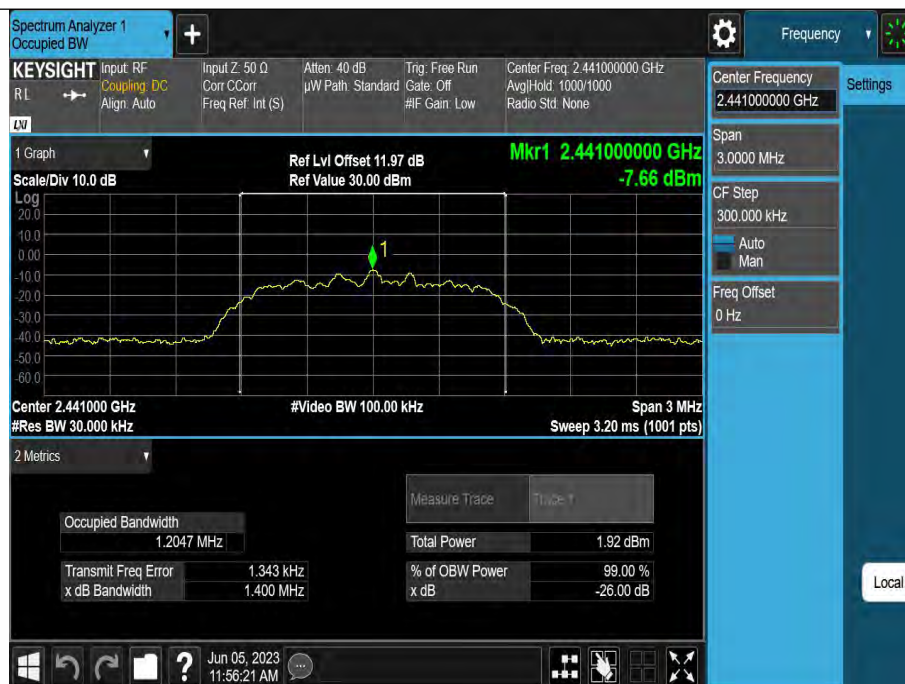 Spectrum Analyzer 1
Occupied BW
Frequency
KEYSIGHT
R L
LXI
Input: RF
Coupling: DC
Align: Auto
Input Z: 50 Ω
Corr CCorr
Freq Ref: Int (S)
Atten: 40 dB
µW Path: Standard
Trig: Free Run
Gate: Off
#IF Gain: Low
Center Freq: 2.441000000 GHz
Avg|Hold: 1000/1000
Radio Std: None
Center Frequency
2.441000000 GHz
Settings
Span
3.0000 MHz
CF Step
300.000 kHz
Auto
Man
Freq Offset
0 Hz
Local
1 Graph
Scale/Div 10.0 dB
Ref Lvl Offset 11.97 dB
Ref Value 30.00 dBm
Mkr1 2.441000000 GHz
-7.66 dBm
Log
20.0
10.0
0.00
-10.0
-20.0
-30.0
-40.0
-50.0
-60.0
1
Center 2.441000 GHz
#Res BW 30.000 kHz
#Video BW 100.00 kHz
Span 3 MHz
Sweep 3.20 ms (1001 pts)
2 Metrics
Measure Trace
Trace 1
Occupied Bandwidth
1.2047 MHz
Total Power
1.92 dBm
Transmit Freq Error
1.343 kHz
% of OBW Power
99.00 %
x dB Bandwidth
1.400 MHz
x dB
-26.00 dB
?
Jun 05, 2023
11:56:21 AM